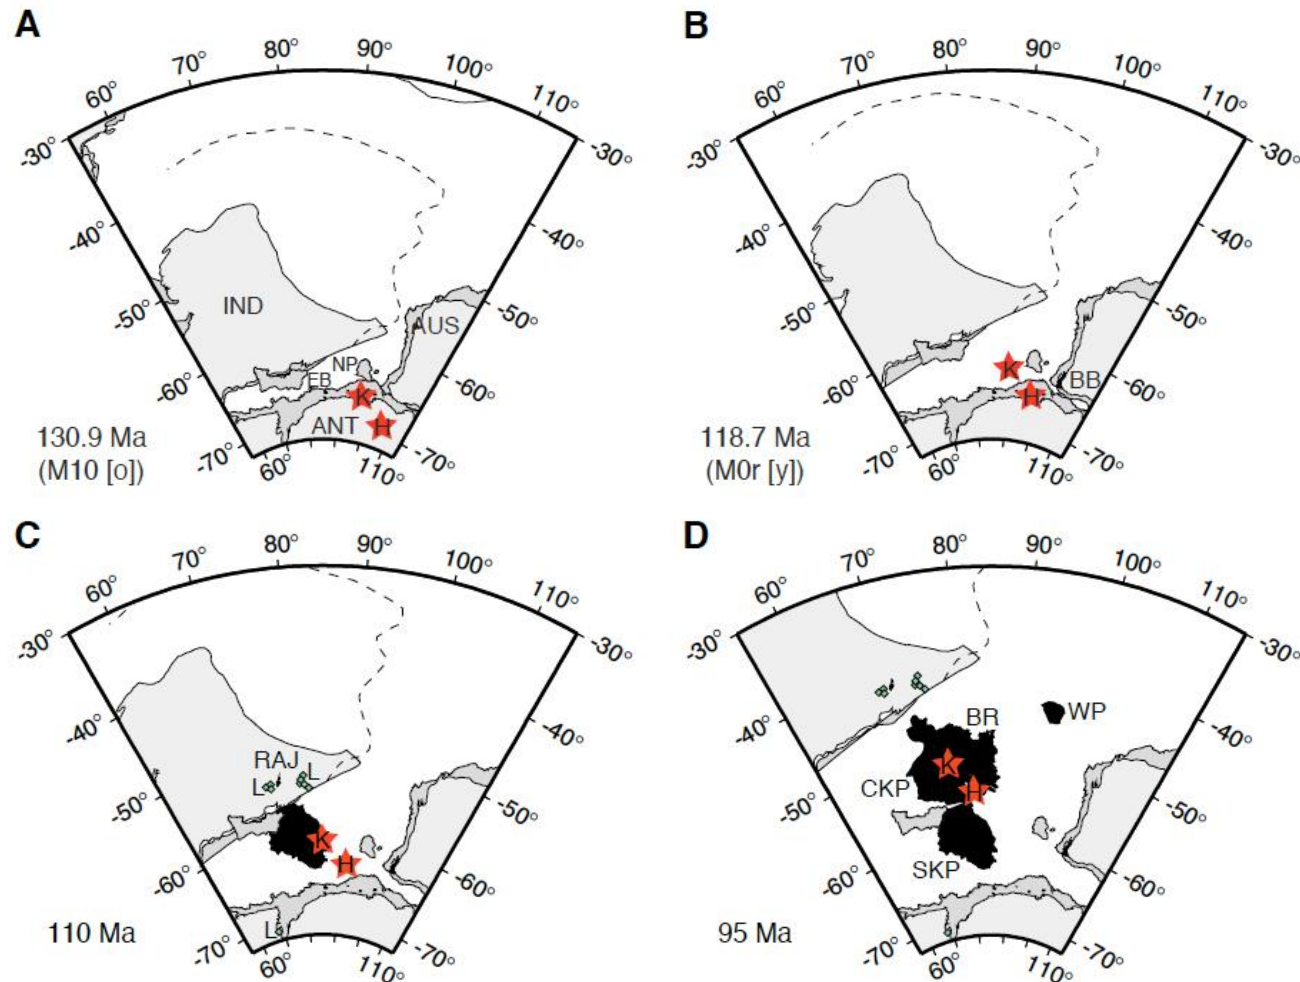 A
60° 70° 80° 90° 100° 110°
-30° -30°
-40° -40°
-50° -50°
-60° -60°
-70° -70°
60° 110°
IND
AUS
NP
EB
K
ANT H
130.9 Ma
(M10 [o])
B
60° 70° 80° 90° 100° 110°
-30° -30°
-40° -40°
-50° -50°
-60° -60°
-70° -70°
60° 110°
K
BB
H
118.7 Ma
(M0r [y])
C
60° 70° 80° 90° 100° 110°
-30° -30°
-40° -40°
-50° -50°
-60° -60°
-70° -70°
60° 110°
RAJ
L L
K
H
L
110 Ma
D
60° 70° 80° 90° 100° 110°
-30° -30°
-40° -40°
-50° -50°
-60° -60°
-70° -70°
60° 110°
BR WP
K
CKP H
SKP
95 Ma